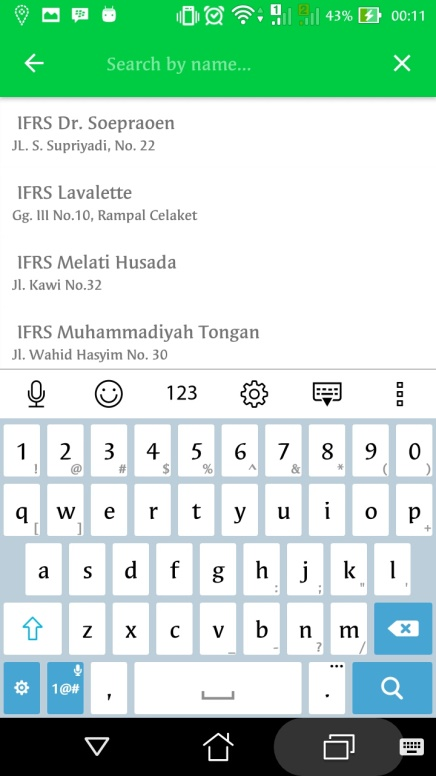 1 2 43% 00:11
Search by name...
IFRS Dr. Soepraoen
JL. S. Supriyadi, No. 22
IFRS Lavalette
Gg. III No.10, Rampal Celaket
IFRS Melati Husada
Jl. Kawi No.32
IFRS Muhammadiyah Tongan
Jl. Wahid Hasyim No. 30
123
1 ! 2 @ 3 # 4 $ 5 % 6 ^ 7 & 8 * 9 ( 0 )
q [ w ] e r t y u i o p +
a s d f g h : j ; k " l '
z x c v _ b - n ? m /
1@# , . ...